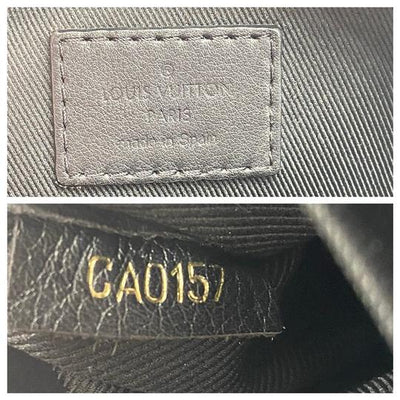 ®
LOUIS VUITTON
PARIS
made in Spain
CA0157